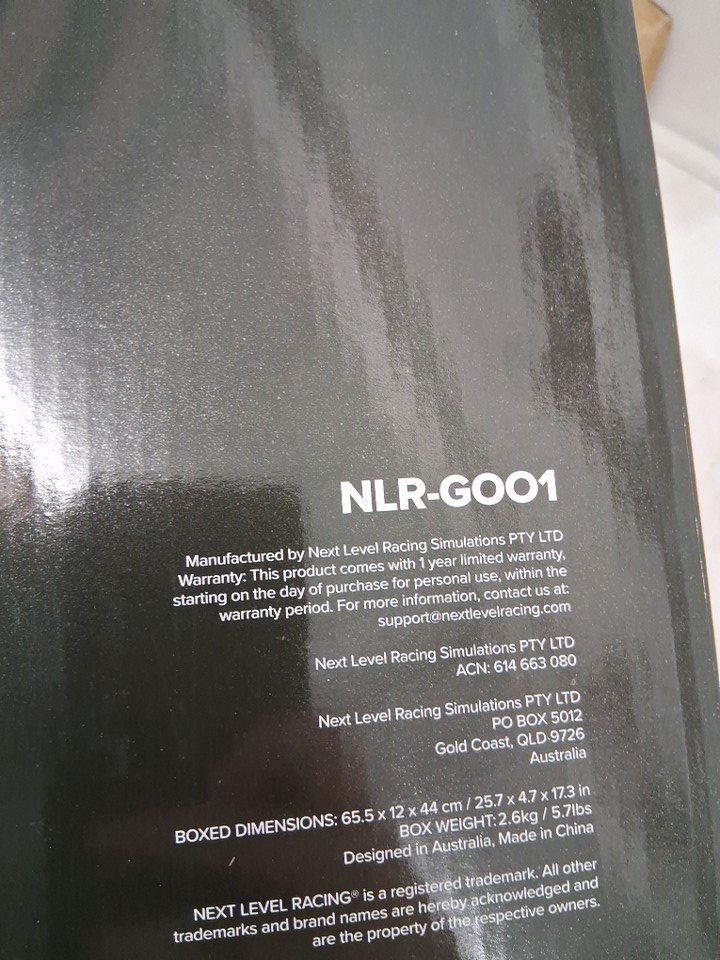 NLR-G001
Manufactured by Next Level Racing Simulations PTY LTD
Warranty: This product comes with 1 year limited warranty,
starting on the day of purchase for personal use, within the
warranty period. For more information, contact us at:
support@nextlevelracing.com
Next Level Racing Simulations PTY LTD
ACN: 614 663 080
Next Level Racing Simulations PTY LTD
PO BOX 5012
Gold Coast, QLD 9726
Australia
BOXED DIMENSIONS: 65.5 x 12 x 44 cm / 25.7 x 4.7 x 17.3 in
BOX WEIGHT: 2.6kg / 5.7lbs
Designed in Australia, Made in China
NEXT LEVEL RACING® is a registered trademark. All other
trademarks and brand names are hereby acknowledged and
are the property of the respective owners.